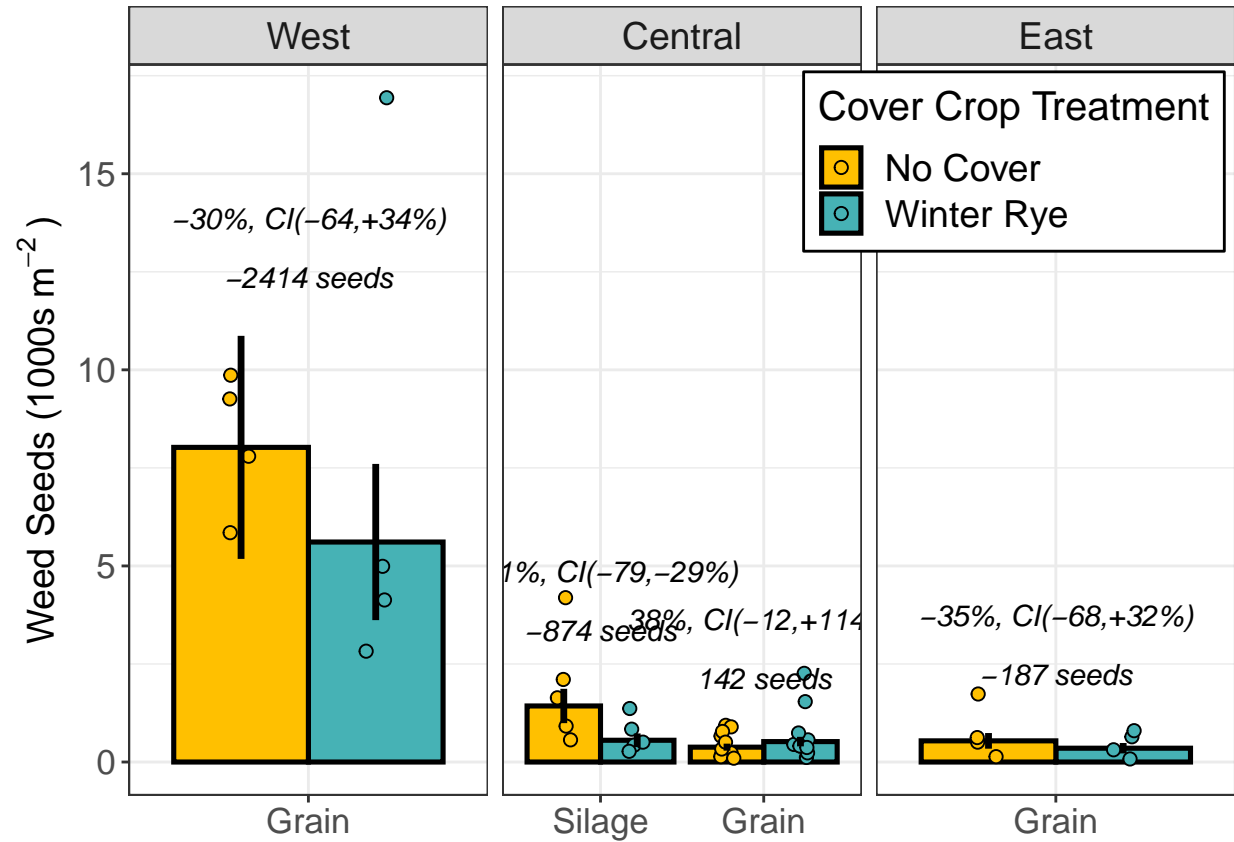 West
Central
East
Cover Crop Treatment
No Cover
Winter Rye
Weed Seeds (1000s m⁻²)
15
10
5
0
−30%, CI(−64,+34%)
−2414 seeds
1%, CI(−79,−29%)
−874 seeds
38%, CI(−12,+114
142 seeds
−35%, CI(−68,+32%)
−187 seeds
Grain
Silage
Grain
Grain